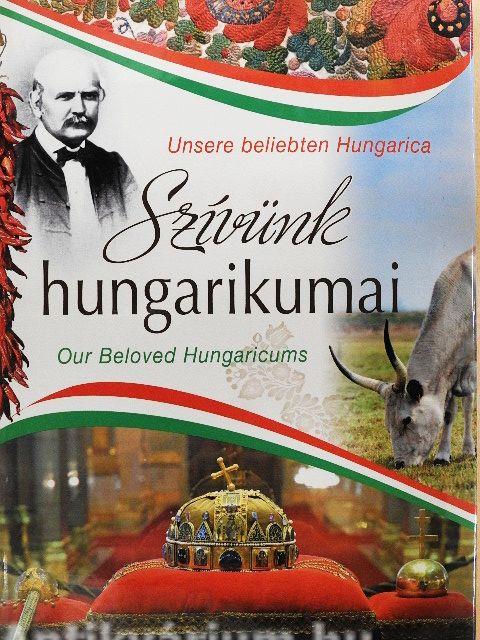 Unsere beliebten Hungarica
Szívünk
hungarikumai
Our Beloved Hungaricums